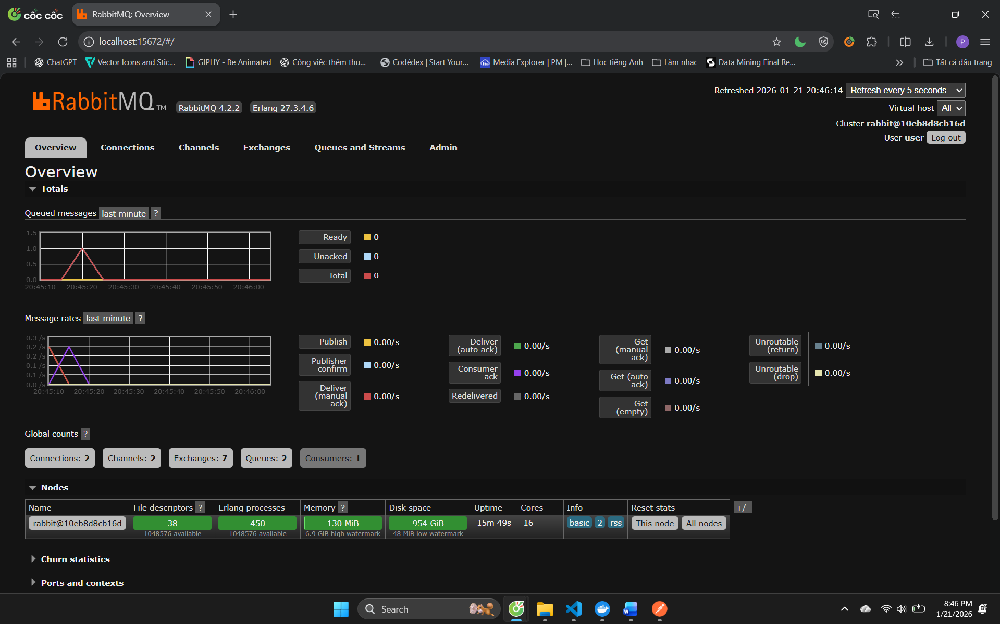 cốc cốc
RabbitMQ: Overview
localhost:15672/#/
P
ChatGPT
Vector Icons and Stic...
GIPHY - Be Animated
Công việc thêm thu...
Codédex | Start Your...
Media Explorer | PM |...
Học tiếng Anh
Làm nhạc
Data Mining Final Re...
Tất cả dấu trang
RabbitMQ TM
RabbitMQ 4.2.2
Erlang 27.3.4.6
Refreshed 2026-01-21 20:46:14 Refresh every 5 seconds
Virtual host All
Cluster rabbit@10eb8d8cb16d
User user Log out
Overview
Connections
Channels
Exchanges
Queues and Streams
Admin
Overview
Totals
Queued messages last minute ?
1.5
1.0
0.5
0.0
20:45:10 20:45:20 20:45:30 20:45:40 20:45:50 20:46:00
Ready 0
Unacked 0
Total 0
Message rates last minute ?
0.3 /s
0.2 /s
0.2 /s
0.1 /s
0.1 /s
0.0 /s
20:45:10 20:45:20 20:45:30 20:45:40 20:45:50 20:46:00
Publish 0.00/s
Publisher confirm 0.00/s
Deliver (manual ack) 0.00/s
Deliver (auto ack) 0.00/s
Consumer ack 0.00/s
Redelivered 0.00/s
Get (manual ack) 0.00/s
Get (auto ack) 0.00/s
Get (empty) 0.00/s
Unroutable (return) 0.00/s
Unroutable (drop) 0.00/s
Global counts ?
Connections: 2
Channels: 2
Exchanges: 7
Queues: 2
Consumers: 1
Nodes
Name File descriptors ? Erlang processes Memory ? Disk space Uptime Cores Info Reset stats +/-
rabbit@10eb8d8cb16d 38 450 130 MiB 954 GiB 15m 49s 16 basic 2 rss This node All nodes
1048576 available 1048576 available 6.9 GiB high watermark 48 MiB low watermark
Churn statistics
Ports and contexts
Search
8:46 PM
1/21/2026